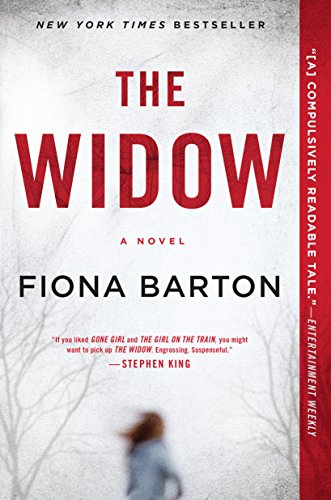 NEW YORK TIMES BESTSELLER
THE
WIDOW
A NOVEL
FIONA BARTON
"If you liked GONE GIRL and THE GIRL ON THE TRAIN, you might
want to pick up THE WIDOW. Engrossing. Suspenseful."
—STEPHEN KING
"[A] COMPULSIVELY READABLE TALE."—ENTERTAINMENT WEEKLY